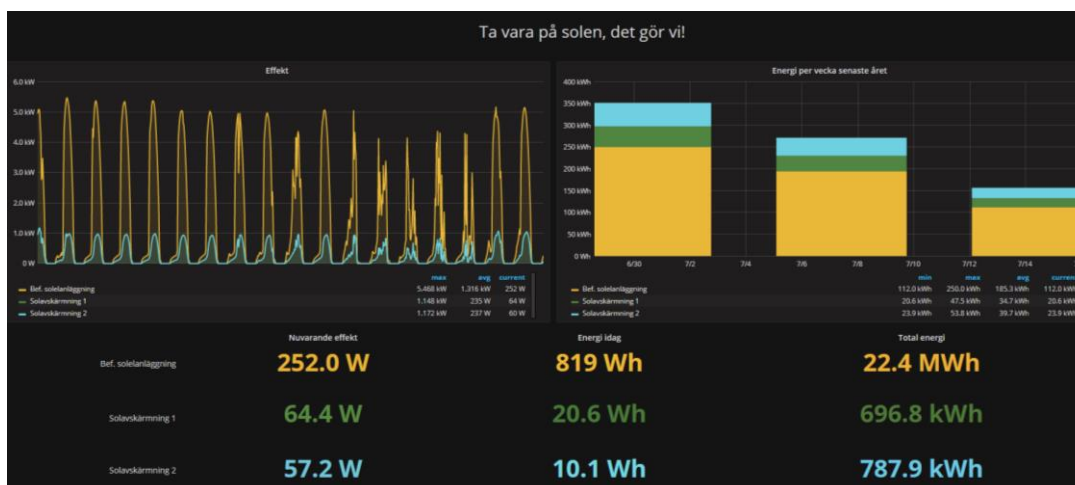 Ta vara på solen, det gör vi!
Effekt
6.0 kW
5.0 kW
4.0 kW
3.0 kW
2.0 kW
1.0 kW
0 W
max avg current
Bef. solelanläggning 5.468 kW 1.316 kW 252 W
Solavskärmning 1 1.148 kW 235 W 64 W
Solavskärmning 2 1.172 kW 237 W 60 W
Energi per vecka senaste året
400 kWh
350 kWh
300 kWh
250 kWh
200 kWh
150 kWh
100 kWh
50 kWh
0 Wh
6/30 7/2 7/4 7/6 7/8 7/10 7/12 7/14
min max avg current
Bef. solelanläggning 112.0 kWh 250.0 kWh 185.3 kWh 112.0 kWh
Solavskärmning 1 20.6 kWh 47.5 kWh 34.7 kWh 20.6 kWh
Solavskärmning 2 23.9 kWh 53.8 kWh 39.7 kWh 23.9 kWh
Nuvarande effekt Energi idag Total energi
Bef. solelanläggning 252.0 W 819 Wh 22.4 MWh
Solavskärmning 1 64.4 W 20.6 Wh 696.8 kWh
Solavskärmning 2 57.2 W 10.1 Wh 787.9 kWh